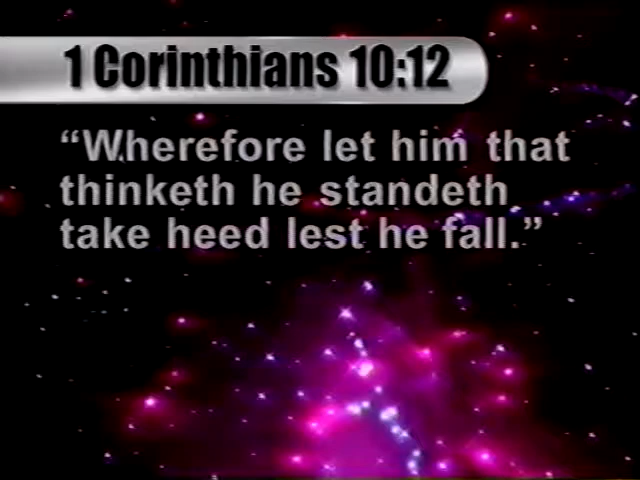 1 Corinthians 10:12
“Wherefore let him that
thinketh he standeth
take heed lest he fall.”